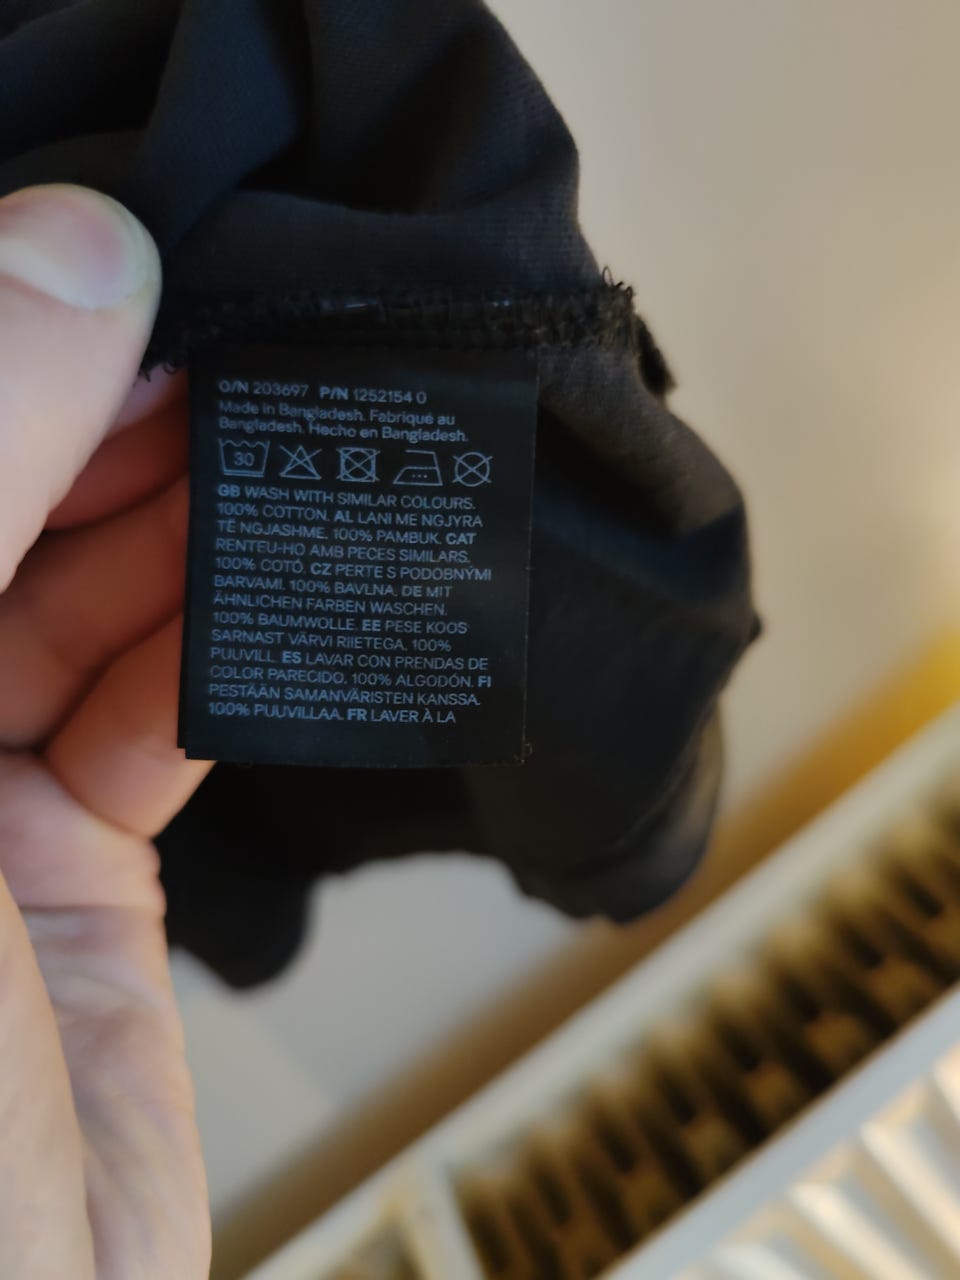 O/N 203697 P/N 1252154 0
Made in Bangladesh. Fabriqué au
Bangladesh. Hecho en Bangladesh.
30
GB WASH WITH SIMILAR COLOURS.
100% COTTON. AL LANI ME NGJYRA
TË NGJASHME. 100% PAMBUK. CAT
RENTEU-HO AMB PECES SIMILARS.
100% COTÓ. CZ PERTE S PODOBNÝMI
BARVAMI. 100% BAVLNA. DE MIT
ÄHNLICHEN FARBEN WASCHEN.
100% BAUMWOLLE. EE PESE KOOS
SARNAST VÄRVI RIIETEGA. 100%
PUUVILL. ES LAVAR CON PRENDAS DE
COLOR PARECIDO. 100% ALGODÓN. FI
PESTÄÄN SAMANVÄRISTEN KANSSA.
100% PUUVILLAA. FR LAVER À LA